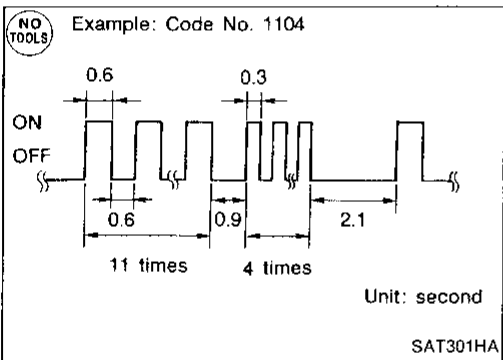 NO TOOLS
Example: Code No. 1104
0.6
0.3
ON
OFF
0.6
0.9
2.1
11 times
4 times
Unit: second
SAT301HA